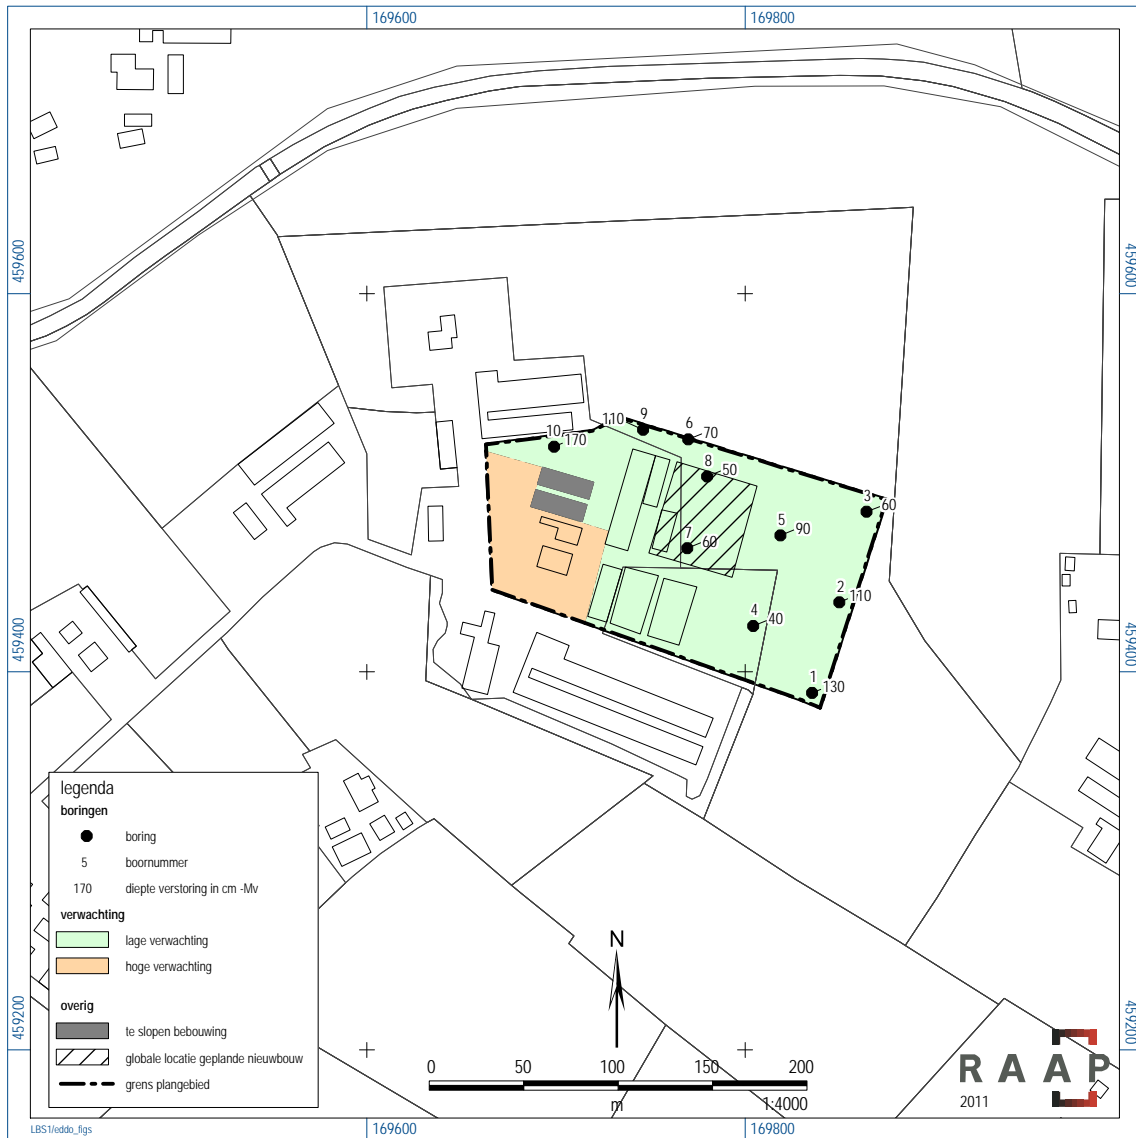 169600 169800
459600 459600
9
110
6
70
10
170
8
50
3
60
5
90
7
60
2
110
4
40
1
130
459400 459400
legenda
boringen
boring
5 boornummer
170 diepte verstoring in cm -Mv
verwachting
lage verwachting
hoge verwachting
overig
te slopen bebouwing
globale locatie geplande nieuwbouw
grens plangebied
N
459200 459200
0 50 100 150 200
m 1:4000
RAAP
2011
LBS1/eddo_figs
169600 169800